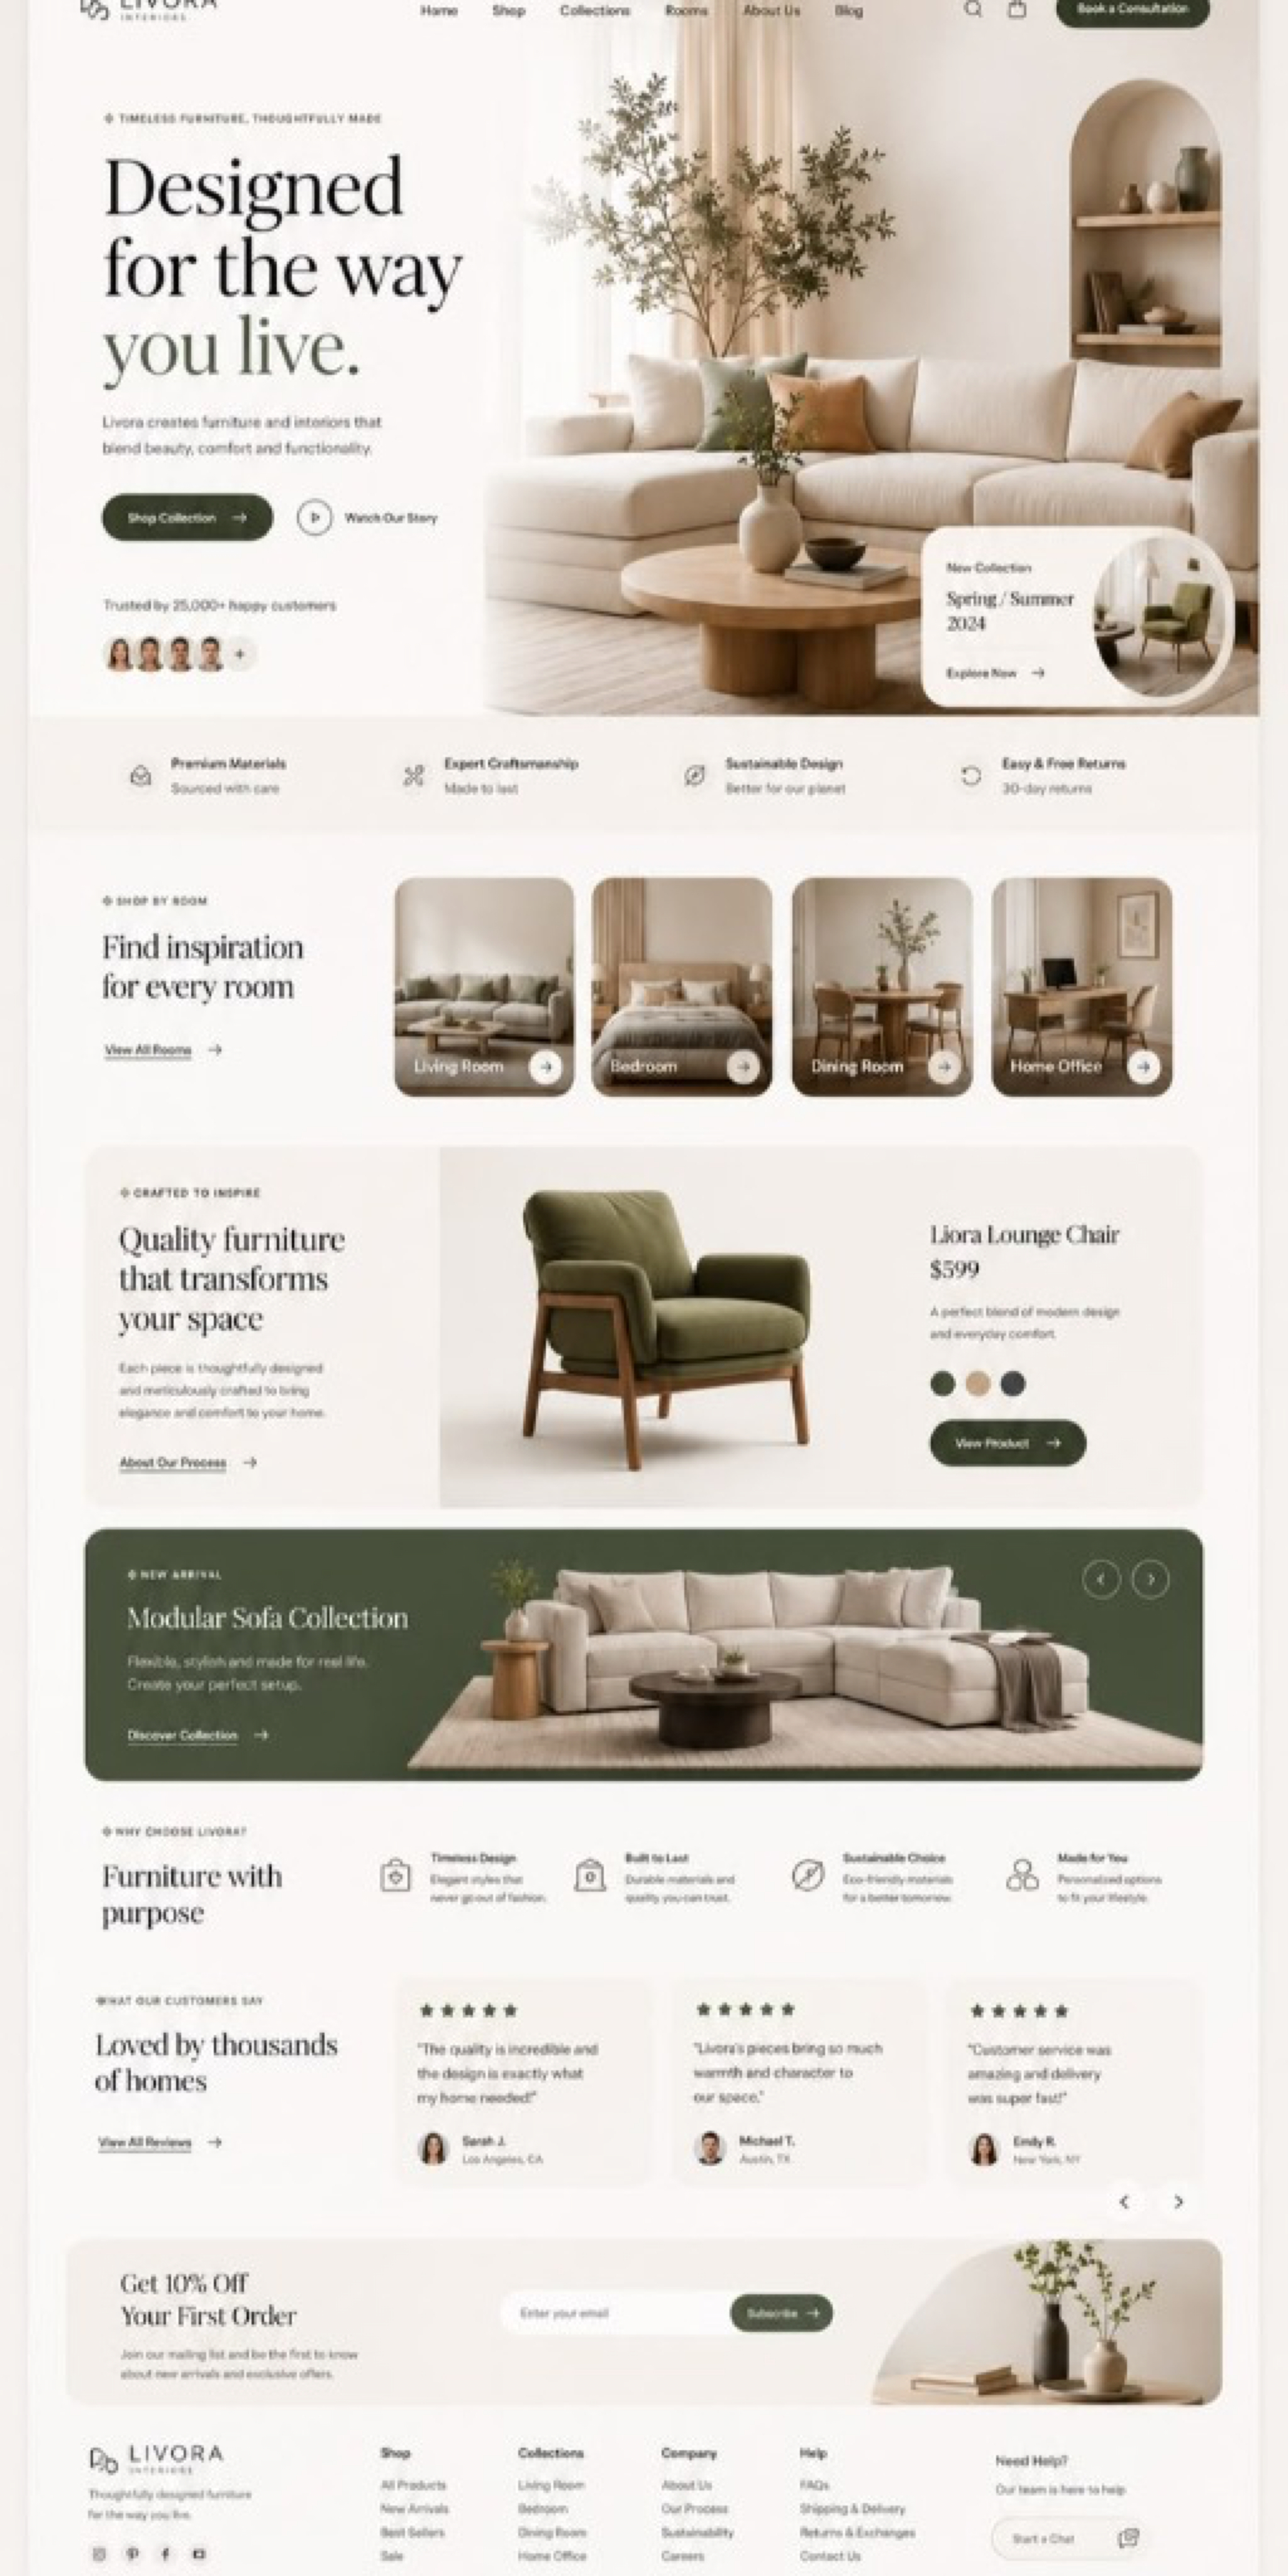 LIVORA
INTERIORS
Home Shop Collections Rooms About Us Blog
Book a Consultation
TIMELESS FURNITURE, THOUGHTFULLY MADE
Designed
for the way
you live.
Livora creates furniture and interiors that
blend beauty, comfort and functionality.
Shop Collection
Watch Our Story
Trusted by 25,000+ happy customers
+
New Collection
Spring / Summer
2024
Explore Now
Premium Materials
Sourced with care
Expert Craftsmanship
Made to last
Sustainable Design
Better for our planet
Easy & Free Returns
30-day returns
SHOP BY ROOM
Find inspiration
for every room
View All Rooms
Living Room
Bedroom
Dining Room
Home Office
CRAFTED TO INSPIRE
Quality furniture
that transforms
your space
Each piece is thoughtfully designed
and meticulously crafted to bring
elegance and comfort to your home.
About Our Process
Liora Lounge Chair
$599
A perfect blend of modern design
and everyday comfort.
View Product
NEW ARRIVAL
Modular Sofa Collection
Flexible, stylish and made for real life.
Create your perfect setup.
Discover Collection
WHY CHOOSE LIVORA?
Furniture with
purpose
Timeless Design
Elegant styles that
never go out of fashion.
Built to Last
Durable materials and
quality you can trust.
Sustainable Choice
Eco-friendly materials
for a better tomorrow.
Made for You
Personalized options
to fit your lifestyle.
WHAT OUR CUSTOMERS SAY
Loved by thousands
of homes
View All Reviews
"The quality is incredible and
the design is exactly what
my home needed!"
Sarah J.
Los Angeles, CA
"Livora's pieces bring so much
warmth and character to
our space."
Michael T.
Austin, TX
"Customer service was
amazing and delivery
was super fast!"
Emily R.
New York, NY
Get 10% Off
Your First Order
Join our mailing list and be the first to know
about new arrivals and exclusive offers.
Enter your email
Subscribe
LIVORA
INTERIORS
Thoughtfully designed furniture
for the way you live.
Shop
All Products
New Arrivals
Best Sellers
Sale
Collections
Living Room
Bedroom
Dining Room
Home Office
Company
About Us
Our Process
Sustainability
Careers
Help
FAQs
Shipping & Delivery
Returns & Exchanges
Contact Us
Need Help?
Our team is here to help
Start a Chat